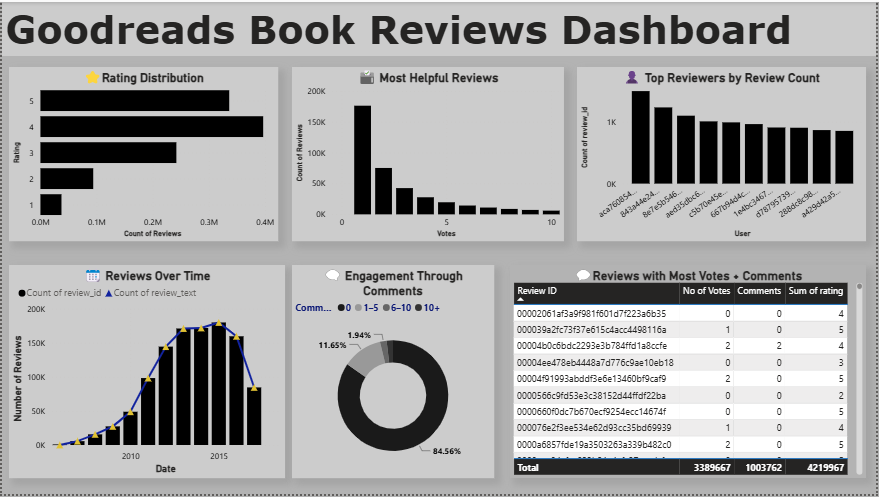 Goodreads Book Reviews Dashboard
Rating Distribution
Rating
5
4
3
2
1
0.0M 0.1M 0.2M 0.3M 0.4M
Count of Reviews
Most Helpful Reviews
Count of Reviews
200K
150K
100K
50K
0K
0 5 10
Votes
Top Reviewers by Review Count
Count of review_id
1K
0K
aca760854... 843a44e24... 8e7e5b546... aed35dbc6... c5b70e45e... 667b94d4c... 1e4bc3467... d78795739... 288dc8c98... a429d42a5...
User
Reviews Over Time
Count of review_id Count of review_text
Number of Reviews
200K
150K
100K
50K
0K
2010 2015
Date
Engagement Through
Comments
Comm... 0 1–5 6–10 10+
1.94%
11.65%
84.56%
Reviews with Most Votes + Comments
Review ID No of Votes Comments Sum of rating
00002061af3a9f981f601d7f223a6b35 0 0 4
000039a2fc73f37e615c4acc4498116a 1 0 5
00004b0c6bdc2293e3b784ffd1a8ccfe 2 2 4
00004ee478eb4448a7d776c9ae10eb18 0 0 3
00004f91993abddf3e6e13460bf9caf9 2 0 5
0000566c9fd53e3c38152d44ffdf22ba 0 0 2
0000660f0dc7b670ecf9254ecc14674f 0 0 5
000076e2f3ee534e62d93cc35bd69939 1 0 4
0000a6857fde19a3503263a339b482c0 2 0 5
Total 3389667 1003762 4219967